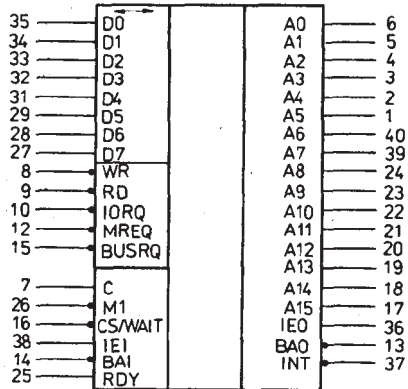 35 D0 A0 6
34 D1 A1 5
33 D2 A2 4
32 D3 A3 3
31 D4 A4 2
29 D5 A5 1
28 D6 A6 40
27 D7 A7 39
8 WR A8 24
9 RD A9 23
10 IORQ A10 22
12 MREQ A11 21
15 BUSRQ A12 20
A13 19
7 C A14 18
26 M1 A15 17
16 CS/WAIT IEO 36
38 IEI BAO 13
14 BAI INT 37
25 RDY